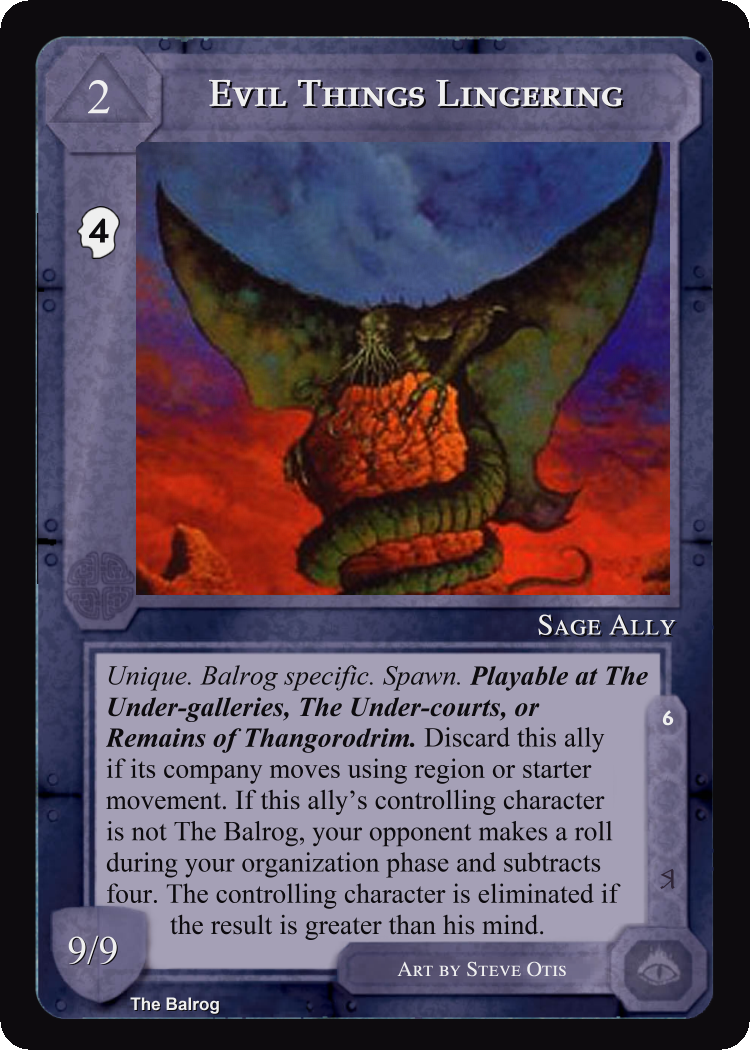 2
Evil Things Lingering
4
Sage Ally
Unique. Balrog specific. Spawn. Playable at The
Under-galleries, The Under-courts, or
Remains of Thangorodrim. Discard this ally
if its company moves using region or starter
movement. If this ally's controlling character
is not The Balrog, your opponent makes a roll
during your organization phase and subtracts
four. The controlling character is eliminated if
the result is greater than his mind.
6
9/9
Art by Steve Otis
The Balrog